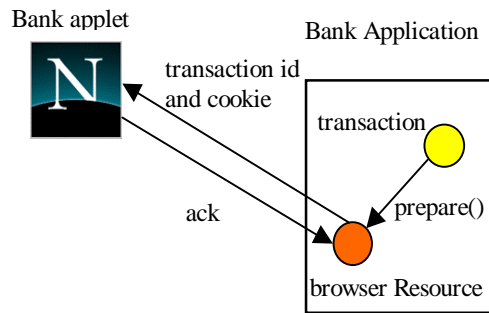 Bank applet
Bank Application
N
transaction id
and cookie
transaction
prepare()
ack
browser Resource